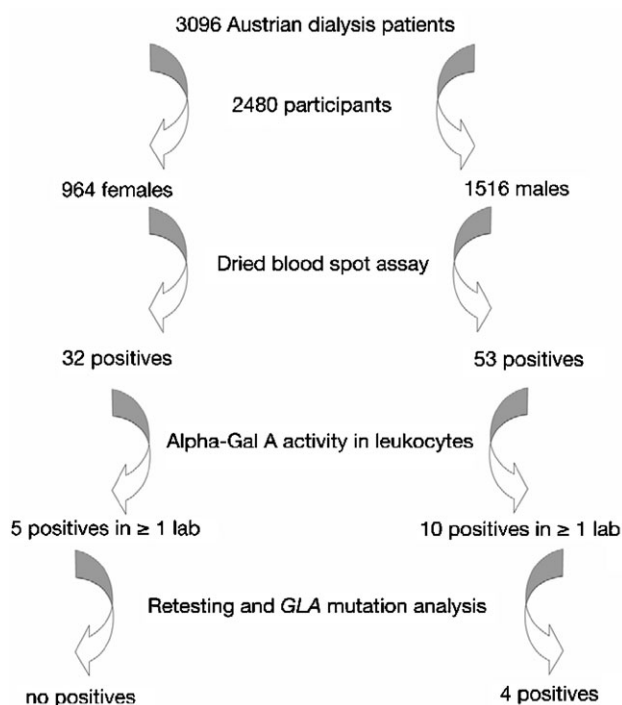 3096 Austrian dialysis patients
2480 participants
964 females
1516 males
Dried blood spot assay
32 positives
53 positives
Alpha-Gal A activity in leukocytes
5 positives in ≥ 1 lab
10 positives in ≥ 1 lab
Retesting and GLA mutation analysis
no positives
4 positives